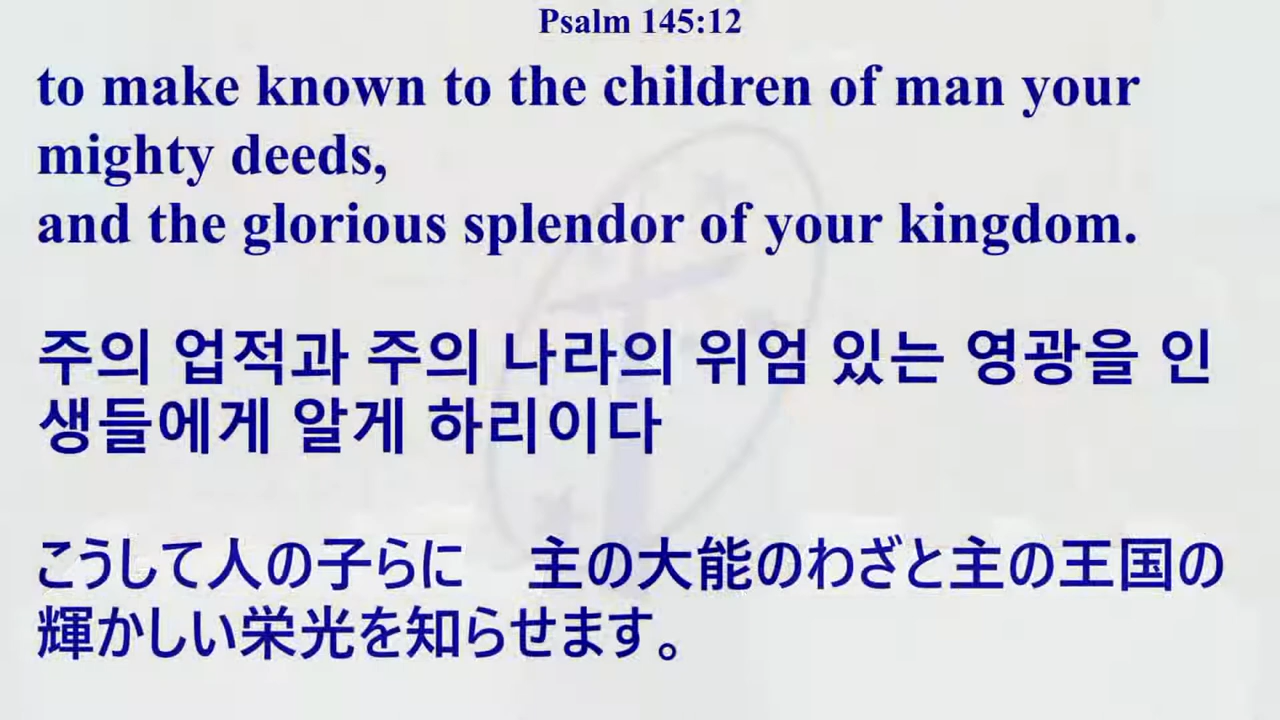 Psalm 145:12
to make known to the children of man your
mighty deeds,
and the glorious splendor of your kingdom.
주의 업적과 주의 나라의 위엄 있는 영광을 인
생들에게 알게 하리이다
こうして人の子らに　主の大能のわざと主の王国の
輝かしい栄光を知らせます。